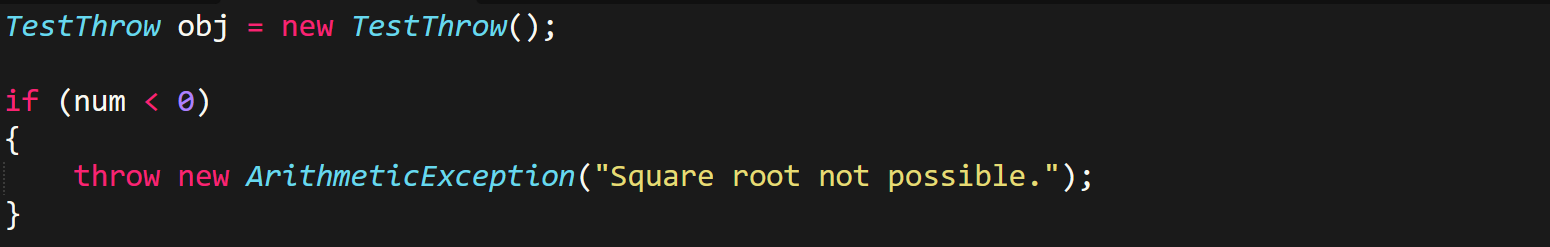 TestThrow obj = new TestThrow();
if (num < 0)
{
throw new ArithmeticException("Square root not possible.");
}